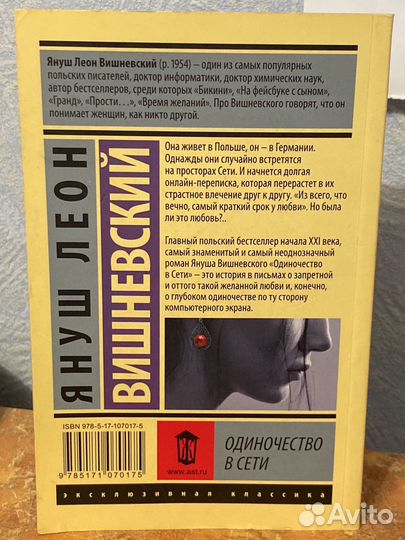 Януш Леон Вишневский (р. 1954) – один из самых популярных
польских писателей, доктор информатики, доктор химических наук,
автор бестселлеров, среди которых «Бикини», «На фейсбуке с сыном»,
«Гранд», «Прости…», «Время желаний». Про Вишневского говорят, что он
понимает женщин, как никто другой.
ЯНУШ ЛЕОН
ВИШНЕВСКИЙ
Она живет в Польше, он – в Германии.
Однажды они случайно встретятся
на просторах Сети. И начнется долгая
онлайн-переписка, которая перерастет в их
страстное влечение друг к другу. «Из всего, что
вечно, самый краткий срок у любви». Но была
ли это любовь?..
Главный польский бестселлер начала XXI века,
самый знаменитый и самый неоднозначный
роман Януша Вишневского «Одиночество
в Сети» – это история в письмах о запретной
и оттого такой желанной любви и, конечно,
о глубоком одиночестве по ту сторону
компьютерного экрана.
ISBN 978-5-17-107017-5
9 785171 070175
www.ast.ru
ОДИНОЧЕСТВО
В СЕТИ
эксклюзивная классика
Avito